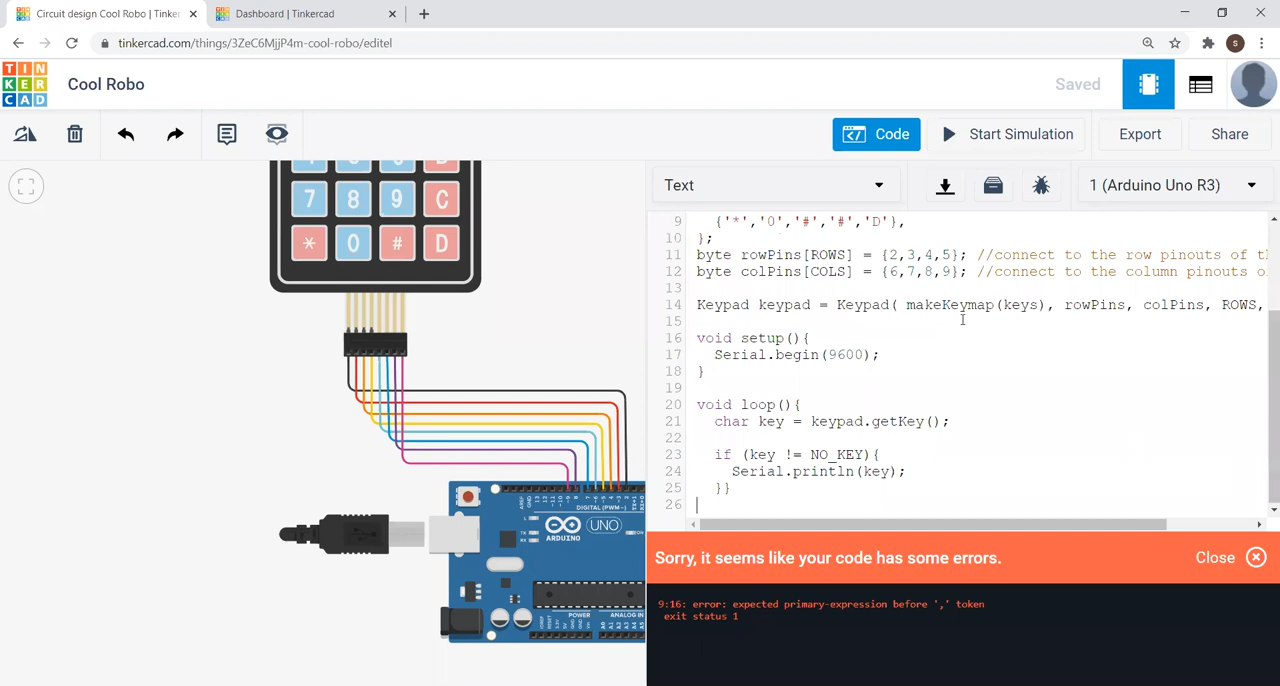 Circuit design Cool Robo | Tinker
Dashboard | Tinkercad
tinkercad.com/things/3ZeC6MjjP4m-cool-robo/editel
S
TIN
KER
CAD
Cool Robo
Saved
Code
Start Simulation
Export
Share
Text
1 (Arduino Uno R3)
7 8 9 C
* 0 # D
9 {'*','0','#','#','D'},
10 };
11 byte rowPins[ROWS] = {2,3,4,5}; //connect to the row pinouts of
12 byte colPins[COLS] = {6,7,8,9}; //connect to the column pinouts
13
14 Keypad keypad = Keypad( makeKeymap(keys), rowPins, colPins, ROWS,
15
16 void setup(){
17 Serial.begin(9600);
18 }
19
20 void loop(){
21 char key = keypad.getKey();
22
23 if (key != NO_KEY){
24 Serial.println(key);
25 }}
26
DIGITAL (PWM~)
UNO
ARDUINO
POWER
ANALOG IN
Sorry, it seems like your code has some errors.
Close
9:16: error: expected primary-expression before ',' token
exit status 1